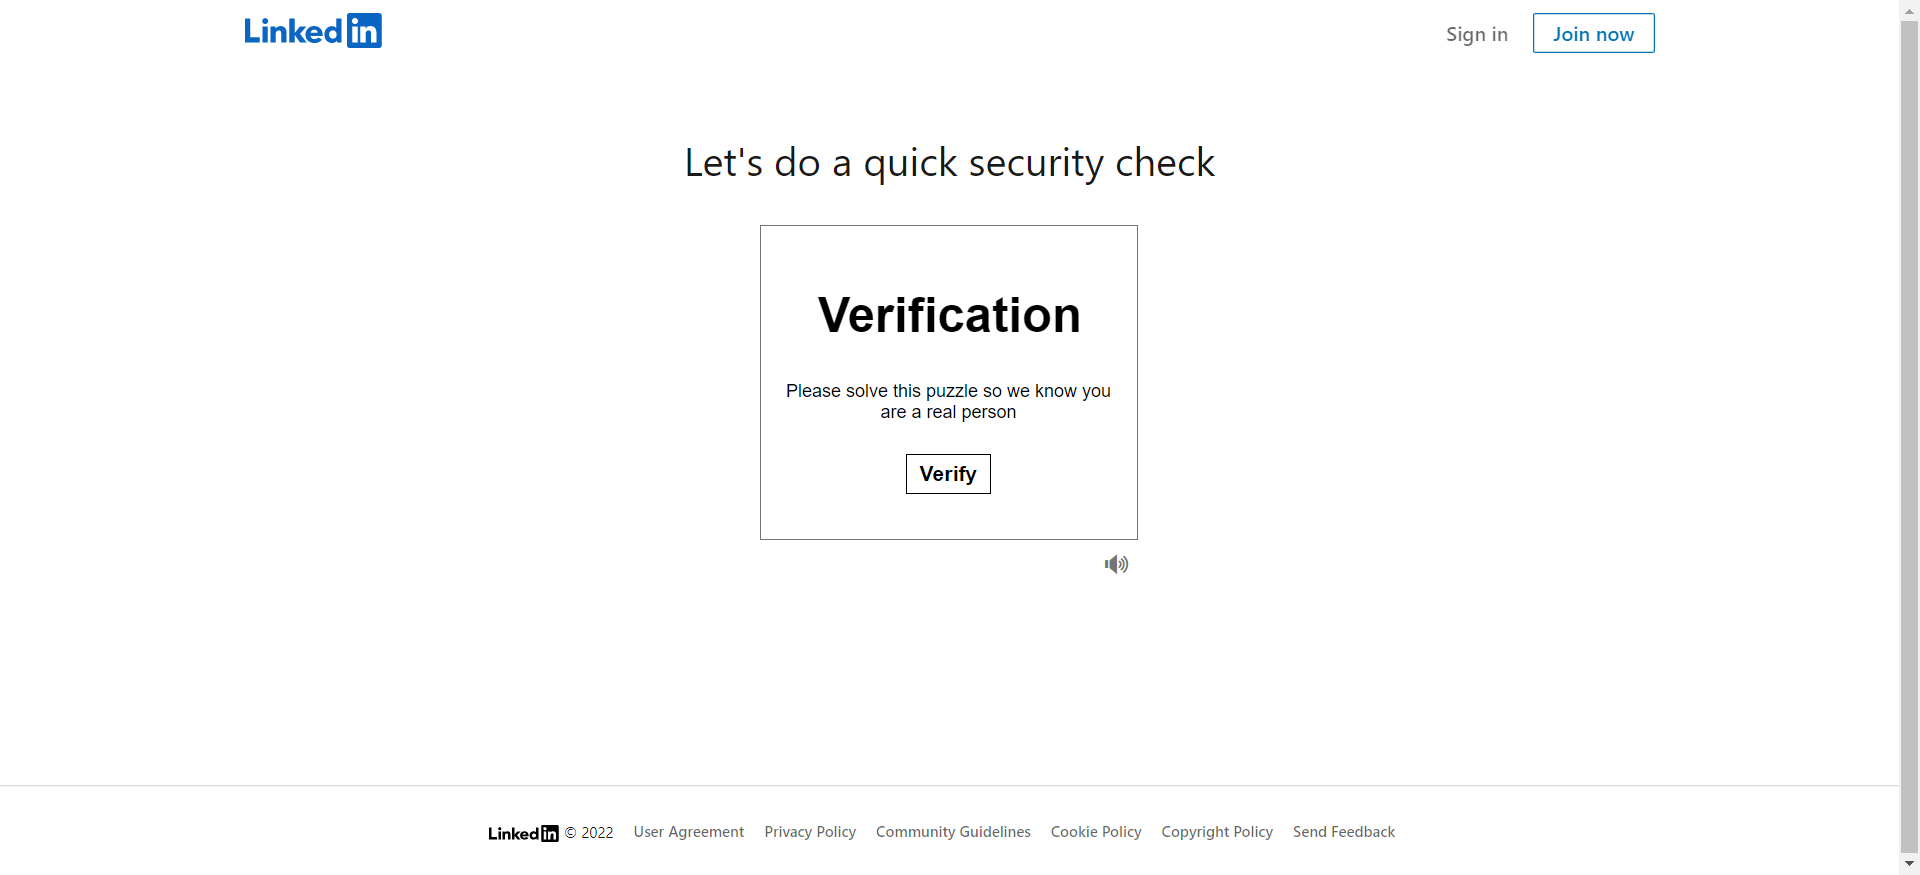 LinkedIn
Sign in
Join now
Let's do a quick security check
Verification
Please solve this puzzle so we know you
are a real person
Verify
LinkedIn © 2022 User Agreement Privacy Policy Community Guidelines Cookie Policy Copyright Policy Send Feedback